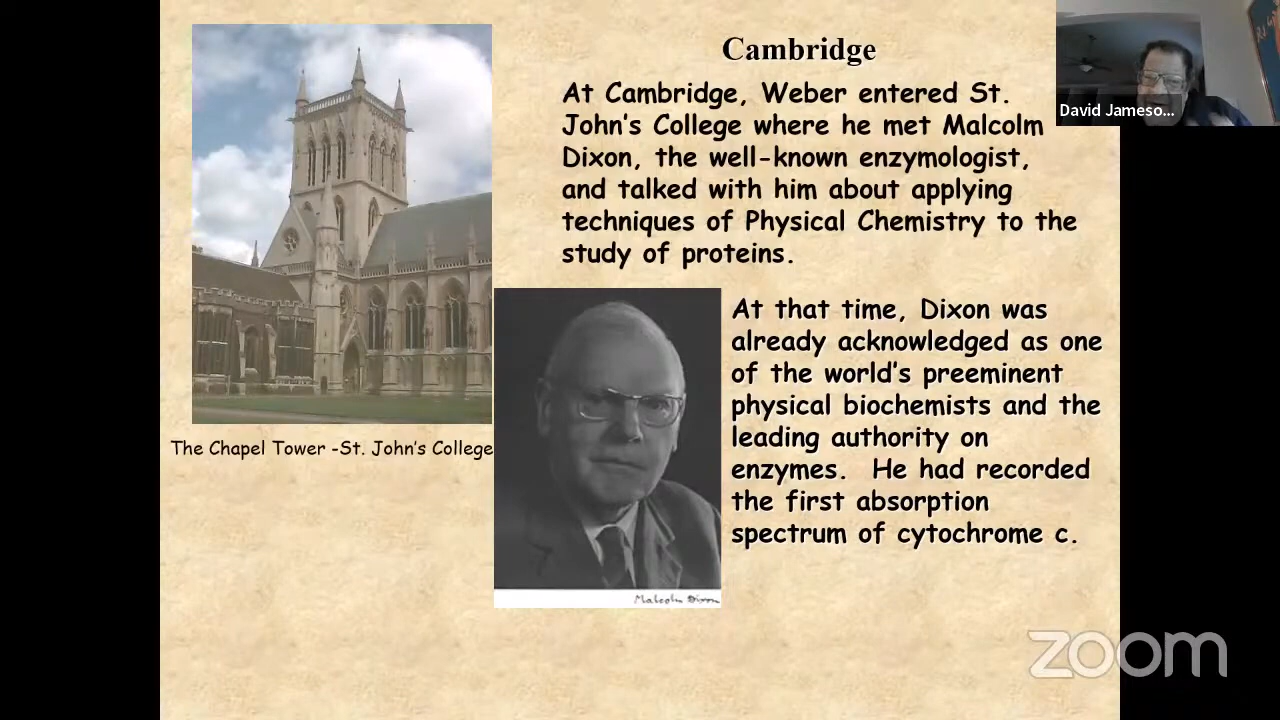 Cambridge
At Cambridge, Weber entered St.
John's College where he met Malcolm
Dixon, the well-known enzymologist,
and talked with him about applying
techniques of Physical Chemistry to the
study of proteins.
David Jameso...
At that time, Dixon was
already acknowledged as one
of the world's preeminent
physical biochemists and the
leading authority on
enzymes. He had recorded
the first absorption
spectrum of cytochrome c.
The Chapel Tower -St. John's College
Malcolm Dixon
zoom